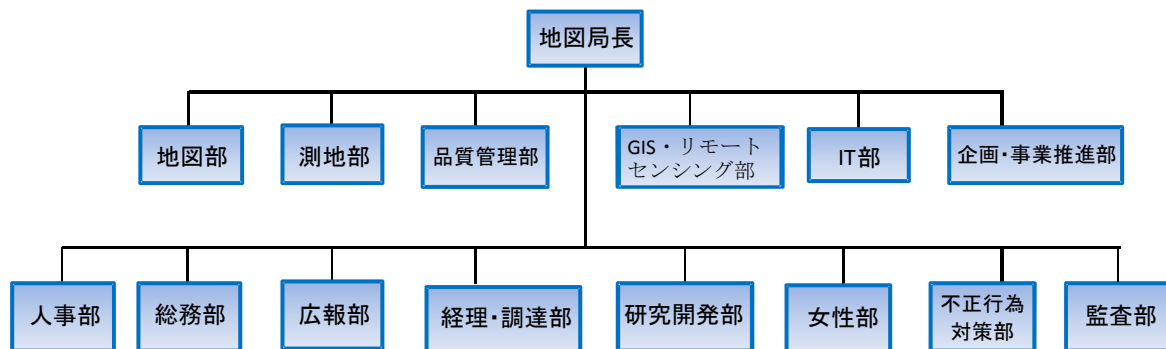 地図局長
地図部
測地部
品質管理部
GIS・リモート
センシング部
IT部
企画・事業推進部
人事部
総務部
広報部
経理・調達部
研究開発部
女性部
不正行為
対策部
監査部